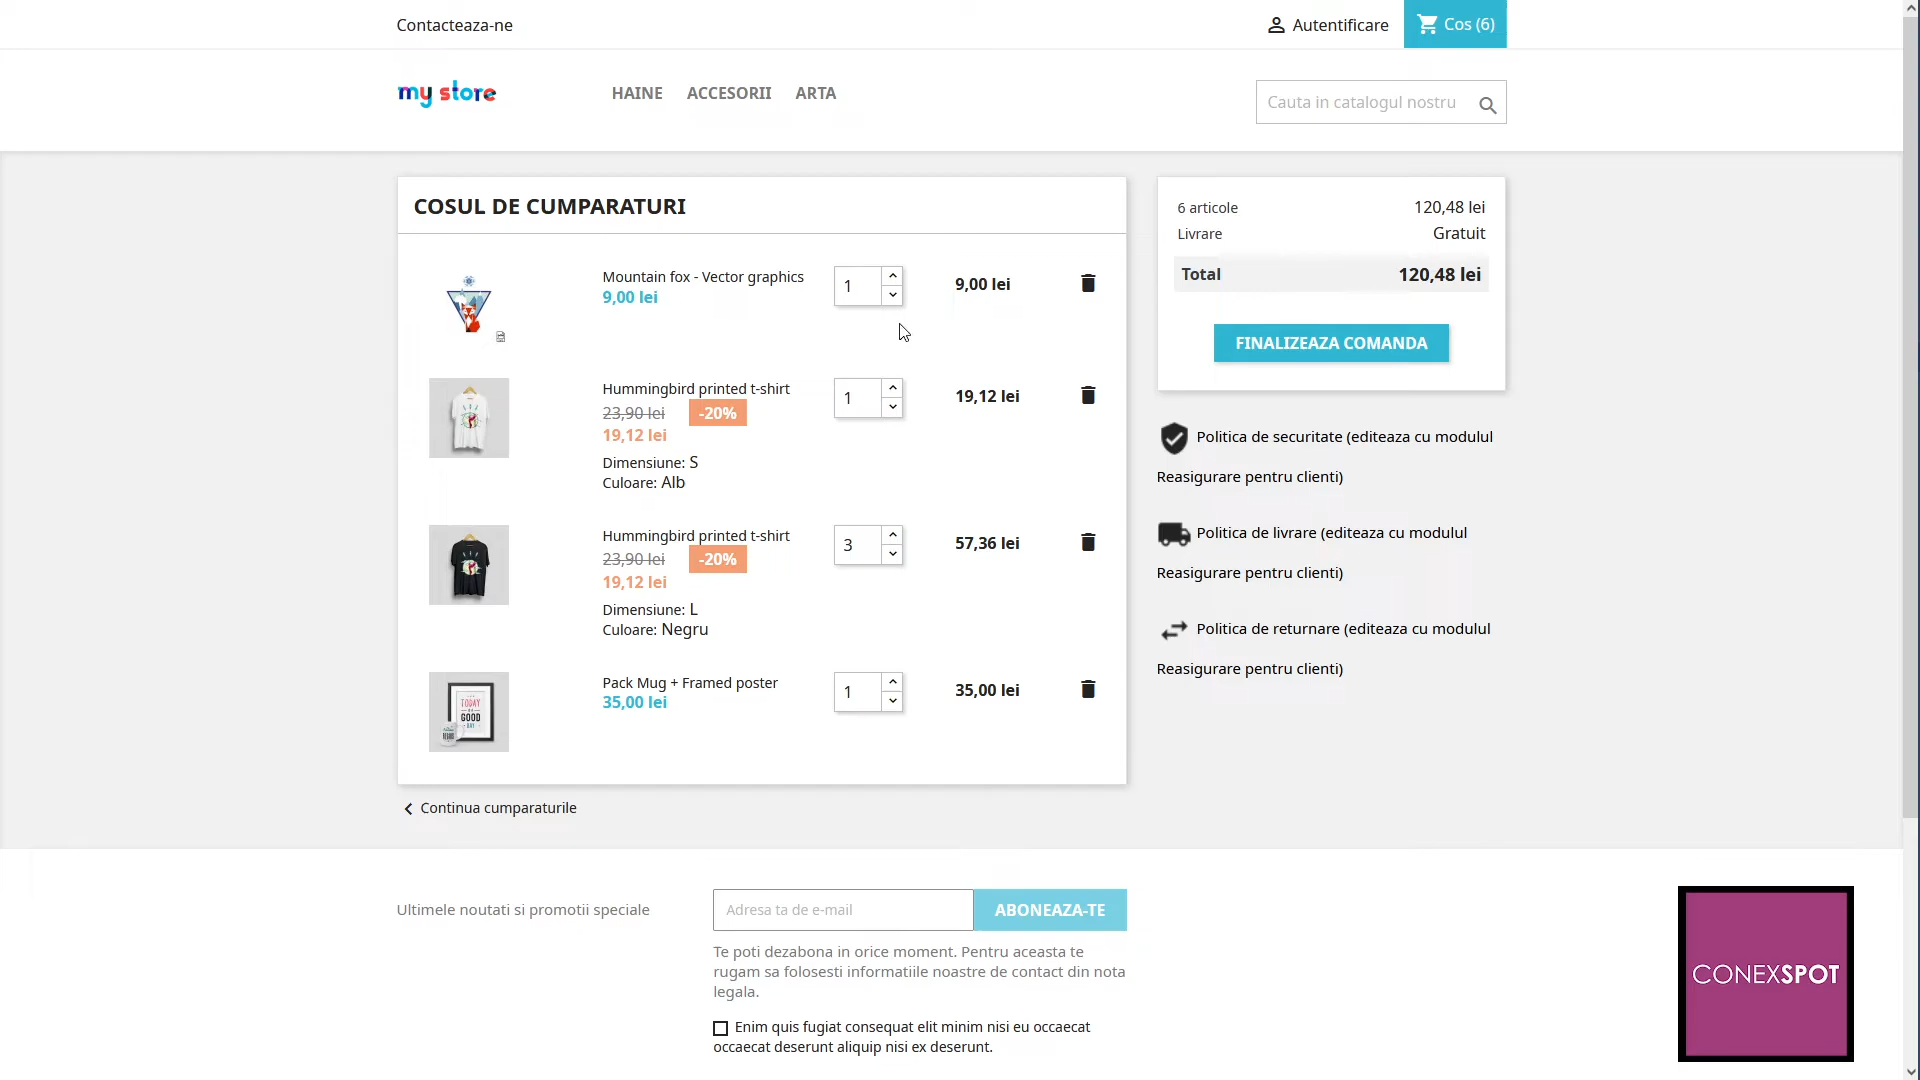 Contacteaza-ne
Autentificare
Cos (6)
my store
HAINE
ACCESORII
ARTA
Cauta in catalogul nostru
COSUL DE CUMPARATURI
Mountain fox - Vector graphics
9,00 lei
1
9,00 lei
Hummingbird printed t-shirt
23,90 lei
-20%
19,12 lei
Dimensiune: S
Culoare: Alb
1
19,12 lei
Hummingbird printed t-shirt
23,90 lei
-20%
19,12 lei
Dimensiune: L
Culoare: Negru
3
57,36 lei
TODAY
GOOD
DAY
Pack Mug + Framed poster
35,00 lei
1
35,00 lei
Continua cumparaturile
6 articole
120,48 lei
Livrare
Gratuit
Total
120,48 lei
FINALIZEAZA COMANDA
Politica de securitate (editeaza cu modulul
Reasigurare pentru clienti)
Politica de livrare (editeaza cu modulul
Reasigurare pentru clienti)
Politica de returnare (editeaza cu modulul
Reasigurare pentru clienti)
Ultimele noutati si promotii speciale
Adresa ta de e-mail
ABONEAZA-TE
Te poti dezabona in orice moment. Pentru aceasta te
rugam sa folosesti informatiile noastre de contact din nota
legala.
Enim quis fugiat consequat elit minim nisi eu occaecat
occaecat deserunt aliquip nisi ex deserunt.
CONEXSPOT